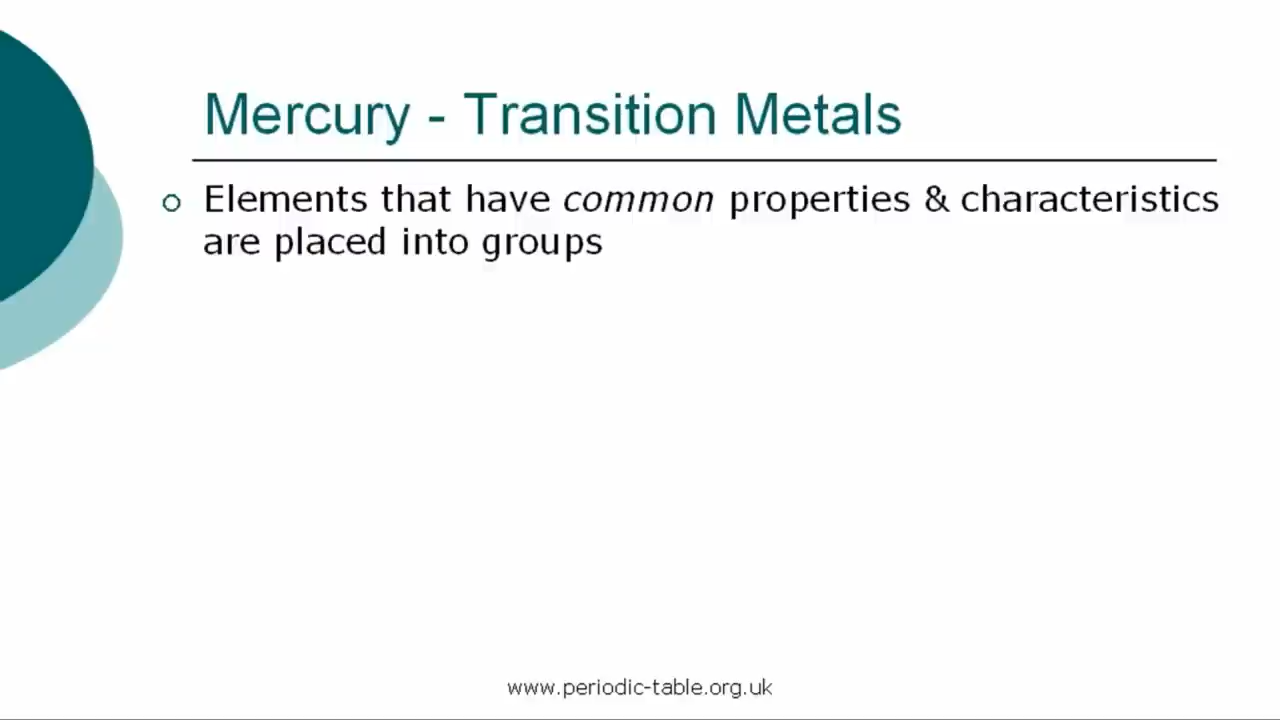 Mercury - Transition Metals
Elements that have common properties & characteristics
are placed into groups
www.periodic-table.org.uk